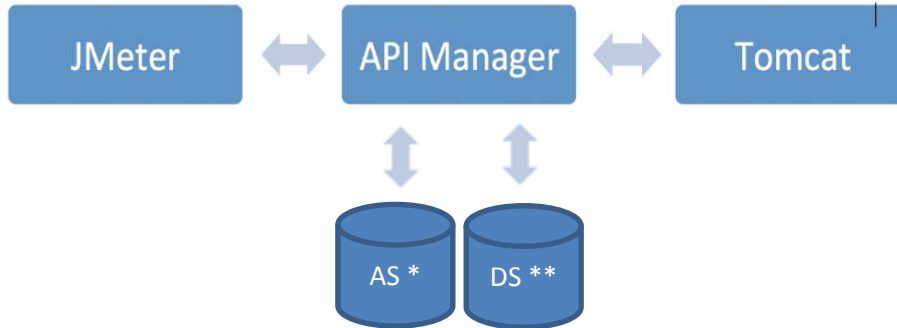 JMeter
API Manager
Tomcat
AS *
DS **